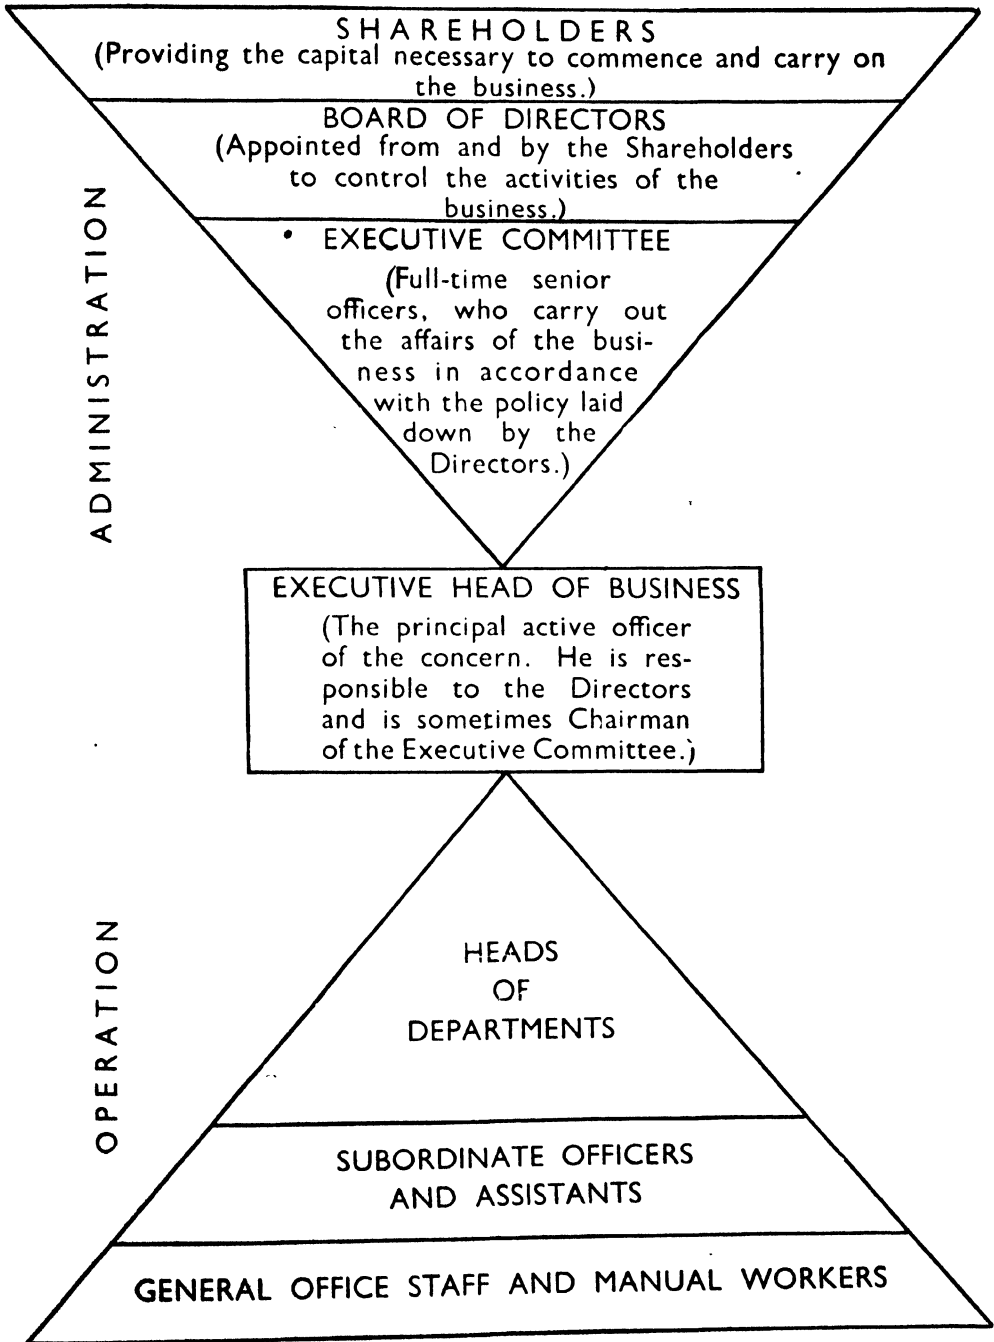 SHAREHOLDERS
(Providing the capital necessary to commence and carry on
the business.)
BOARD OF DIRECTORS
(Appointed from and by the Shareholders
to control the activities of the
business.)
EXECUTIVE COMMITTEE
(Full-time senior
officers, who carry out
the affairs of the busi-
ness in accordance
with the policy laid
down by the
Directors.)
ADMINISTRATION
EXECUTIVE HEAD OF BUSINESS
(The principal active officer
of the concern. He is res-
ponsible to the Directors
and is sometimes Chairman
of the Executive Committee.)
OPERATION
HEADS
OF
DEPARTMENTS
SUBORDINATE OFFICERS
AND ASSISTANTS
GENERAL OFFICE STAFF AND MANUAL WORKERS